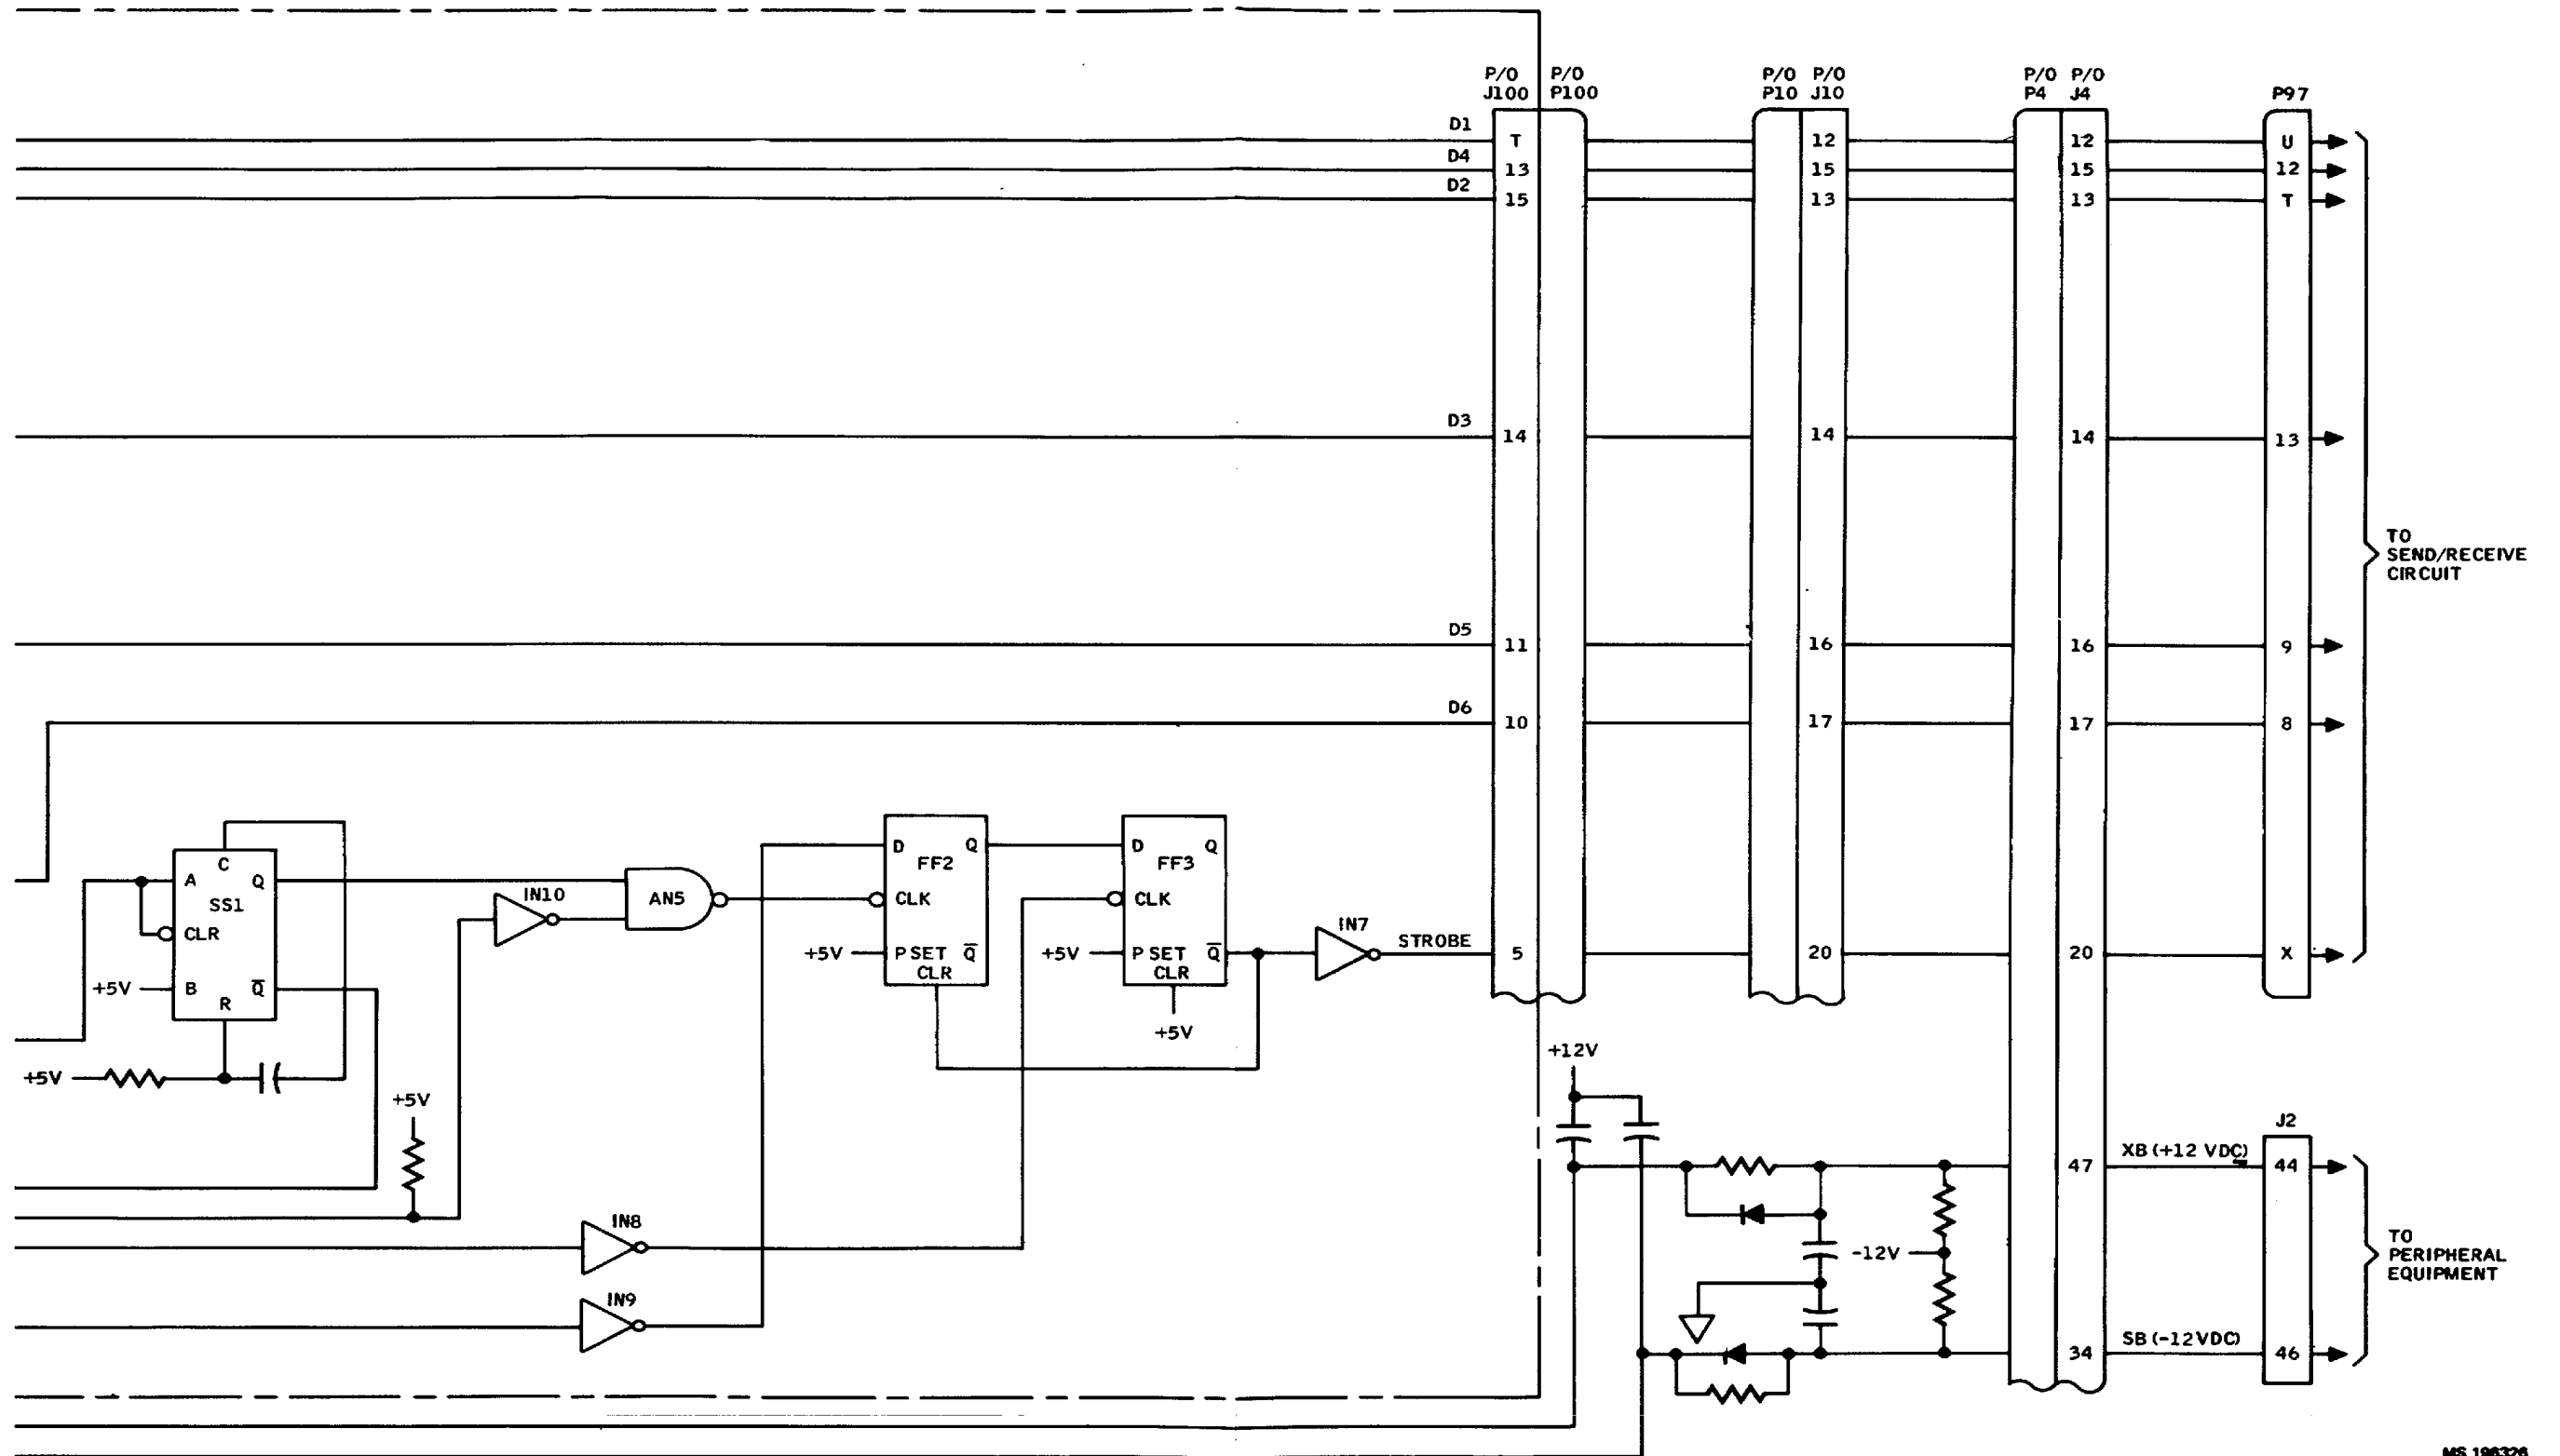 P/O P/O P/O P/O P/O P/O
J100 P100 P10 J10 P4 J4 P97
D1 T 12 12 U
D4 13 15 15 12
D2 15 13 13 T
D3 14 14 14 13
TO
SEND/RECEIVE
CIRCUIT
D5 11 16 16 9
D6 10 17 17 8
C
A Q
SS1
CLR
+5V B Q̅
R
+5V
+5V
IN10
AN5
D Q
FF2
CLK
+5V PSET Q̅
CLR
D Q
FF3
CLK
+5V PSET Q̅
CLR
+5V
IN7
STROBE 5 20 20 X
IN8
IN9
+12V
-12V
J2
47 XB (+12 VDC) 44
34 SB (-12VDC) 46
TO
PERIPHERAL
EQUIPMENT
MS 196326